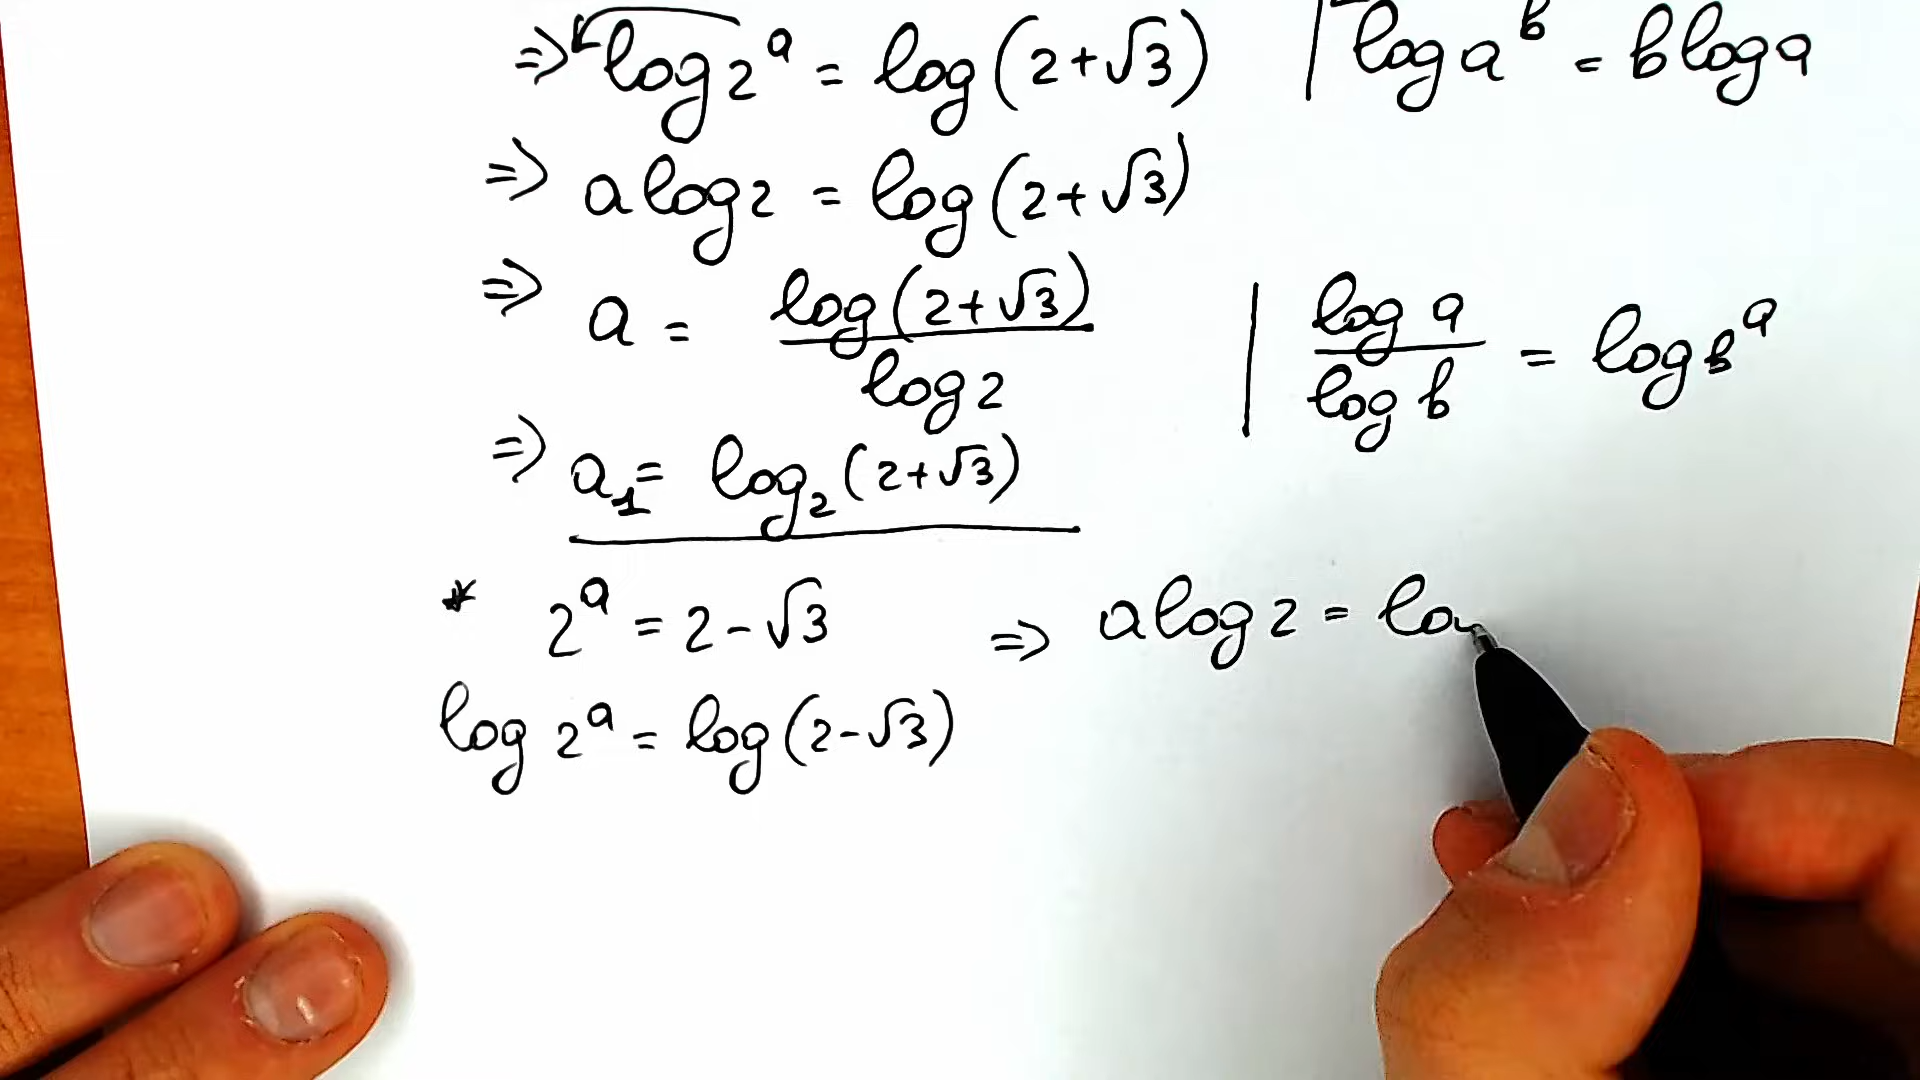 => log 2^a = log (2+√3) | log a^b = b log a
=> a log 2 = log (2+√3)
=> a = log (2+√3) / log 2 | log a / log b = log_b a
=> a₁ = log₂ (2+√3)
* 2^a = 2-√3 => a log 2 = log
log 2^a = log (2-√3)